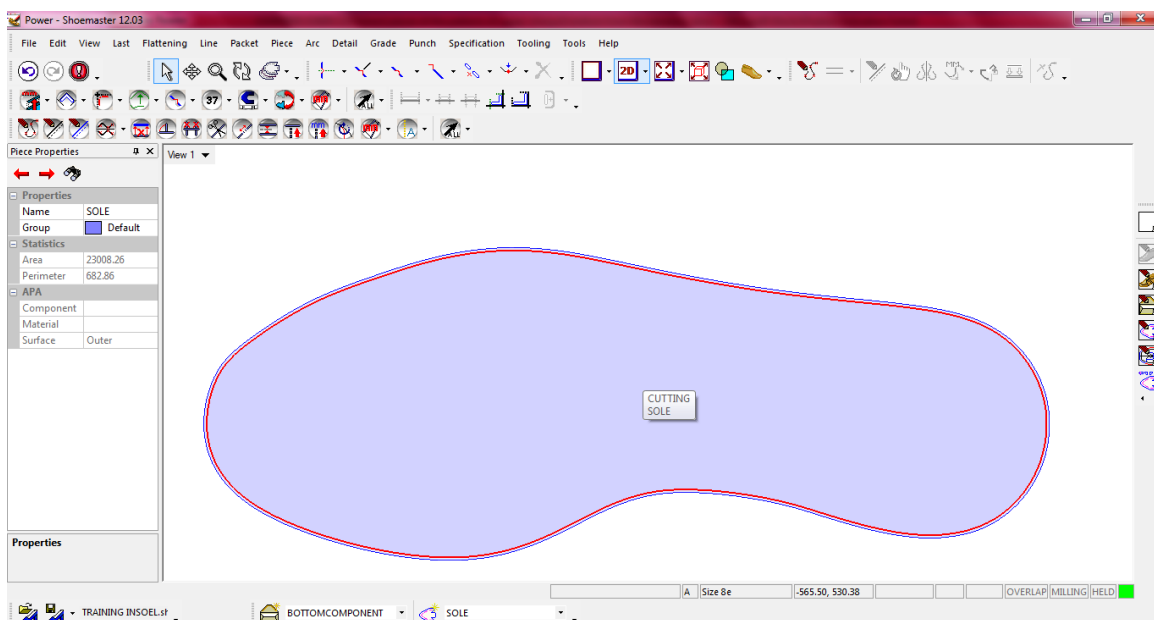 Power - Shoemaster 12.03
File Edit View Last Flattening Line Packet Piece Arc Detail Grade Punch Specification Tooling Tools Help
2D
37
Piece Properties
View 1
Properties
Name SOLE
Group Default
Statistics
Area 23008.26
Perimeter 682.86
APA
Component
Material
Surface Outer
CUTTING
SOLE
Properties
A Size 8e -565.50, 530.38 OVERLAP MILLING HELD
TRAINING INSOEL.sh BOTTOMCOMPONENT SOLE